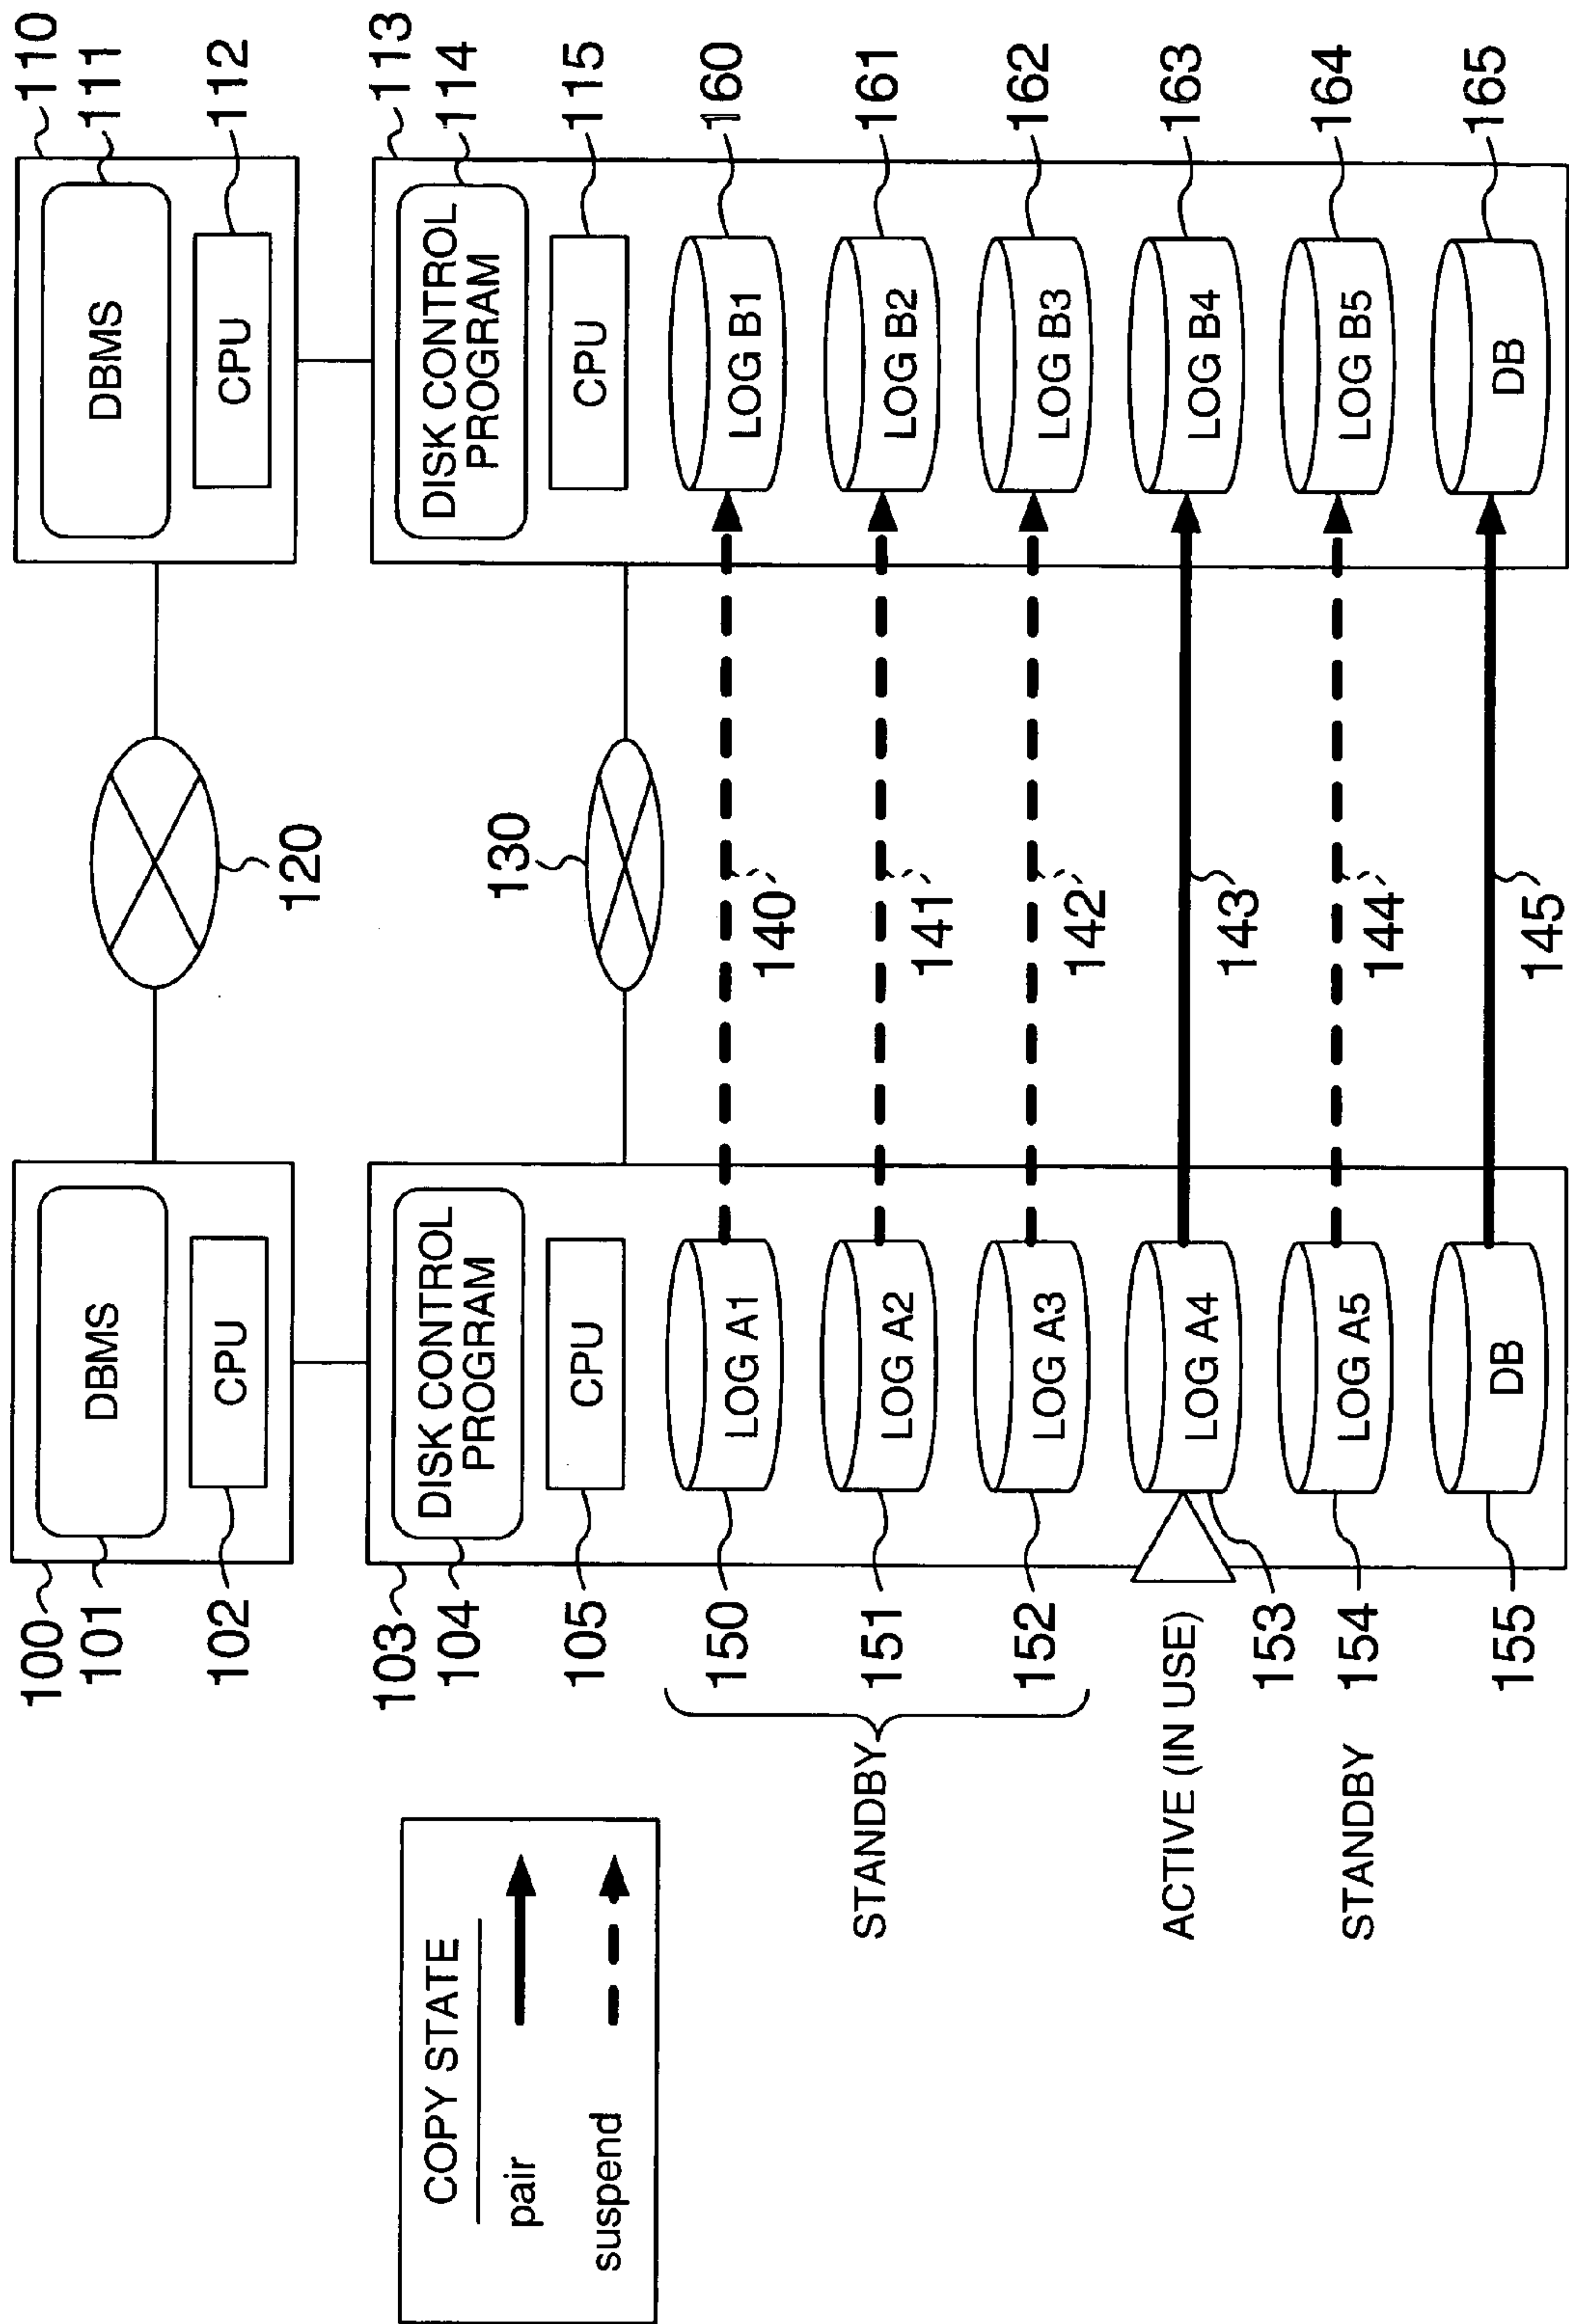 COPY STATE
pair
suspend
100
101
102
DBMS
CPU
120
DBMS
CPU
110
111
112
103
104
105
DISK CONTROL
PROGRAM
CPU
130
DISK CONTROL
PROGRAM
CPU
113
114
115
STANDBY
150
LOG A1
140
LOG B1
160
151
LOG A2
141
LOG B2
161
152
LOG A3
142
LOG B3
162
ACTIVE (IN USE)
153
LOG A4
143
LOG B4
163
STANDBY
154
LOG A5
144
LOG B5
164
155
DB
145
DB
165